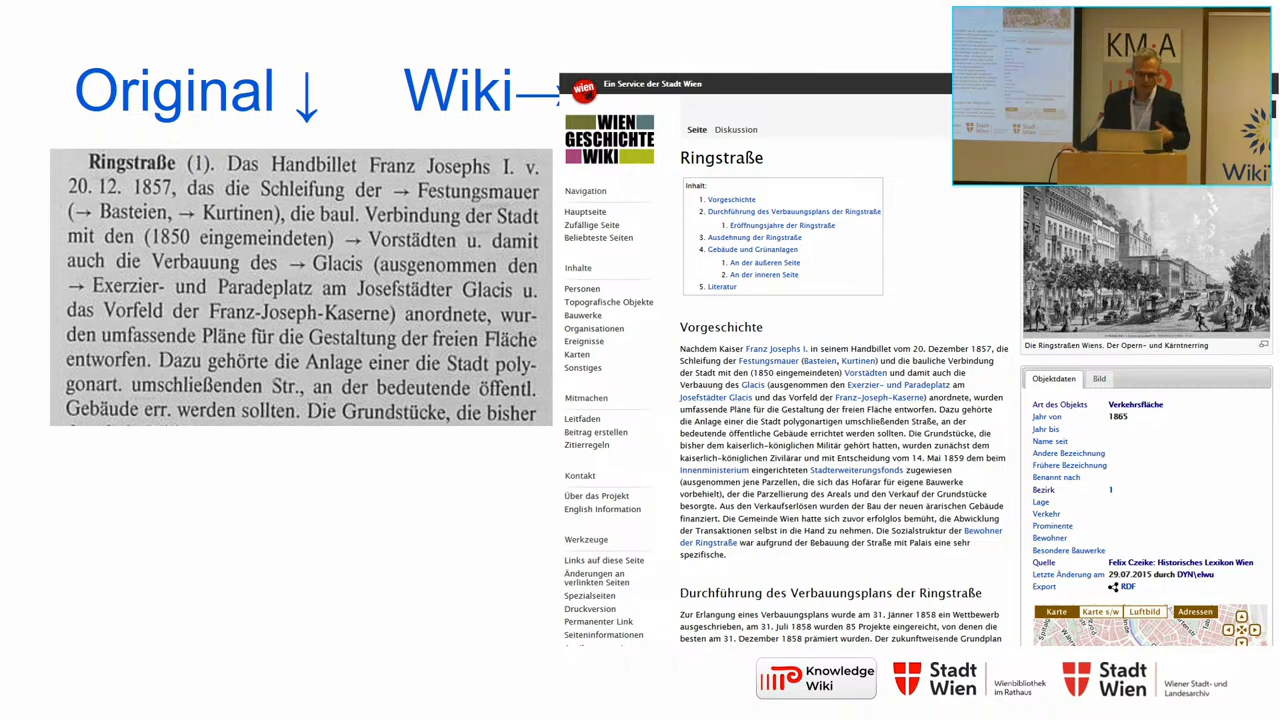 Original ↓ Wiki→
Ringstraße (1). Das Handbillet Franz Josephs I. v.
20. 12. 1857, das die Schleifung der → Festungsmauer
(→ Basteien, → Kurtinen), die baul. Verbindung der Stadt
mit den (1850 eingemeindeten) → Vorstädten u. damit
auch die Verbauung des → Glacis (ausgenommen den
→ Exerzier- und Paradeplatz am Josefstädter Glacis u.
das Vorfeld der Franz-Joseph-Kaserne) anordnete, wur-
den umfassende Pläne für die Gestaltung der freien Fläche
entworfen. Dazu gehörte die Anlage einer die Stadt poly-
gonart. umschließenden Str., an der bedeutende öffentl.
Gebäude err. werden sollten. Die Grundstücke, die bisher
wien
Ein Service der Stadt Wien
WIEN
GESCHICHTE
WIKI
Navigation
Hauptseite
Zufällige Seite
Beliebteste Seiten
Inhalte
Personen
Topografische Objekte
Bauwerke
Organisationen
Ereignisse
Karten
Sonstiges
Mitmachen
Leitfaden
Beitrag erstellen
Zitierregeln
Kontakt
Über das Projekt
English Information
Werkzeuge
Links auf diese Seite
Änderungen an
verlinkten Seiten
Spezialseiten
Druckversion
Permanenter Link
Seiteninformationen
Seite Diskussion
Ringstraße
Inhalt:
1. Vorgeschichte
2. Durchführung des Verbauungsplans der Ringstraße
1. Eröffnungsjahre der Ringstraße
3. Ausdehnung der Ringstraße
4. Gebäude und Grünanlagen
1. An der äußeren Seite
2. An der inneren Seite
5. Literatur
Vorgeschichte
Nachdem Kaiser Franz Josephs I. in seinem Handbillet vom 20. Dezember 1857, die
Schleifung der Festungsmauer (Basteien, Kurtinen) und die bauliche Verbindung
der Stadt mit den (1850 eingemeindeten) Vorstädten und damit auch die
Verbauung des Glacis (ausgenommen den Exerzier- und Paradeplatz am
Josefstädter Glacis und das Vorfeld der Franz-Joseph-Kaserne) anordnete, wurden
umfassende Pläne für die Gestaltung der freien Fläche entworfen. Dazu gehörte
die Anlage einer die Stadt polygonartigen umschließenden Straße, an der
bedeutende öffentliche Gebäude errichtet werden sollten. Die Grundstücke, die
bisher dem kaiserlich-königlichen Militär gehört hatten, wurden zunächst dem
kaiserlich-königlichen Zivilärar und mit Entscheidung vom 14. Mai 1859 dem beim
Innenministerium eingerichteten Stadterweiterungsfonds zugewiesen
(ausgenommen jene Parzellen, die sich das Hofärar für eigene Bauwerke
vorbehielt), der die Parzellierung des Areals und den Verkauf der Grundstücke
besorgte. Aus den Verkaufserlösen wurden der Bau der neuen ärarischen Gebäude
finanziert. Die Gemeinde Wien hatte sich zuvor erfolglos bemüht, die Abwicklung
der Transaktionen selbst in die Hand zu nehmen. Die Sozialstruktur der Bewohner
der Ringstraße war aufgrund der Bebauung der Straße mit Palais eine sehr
spezifische.
Durchführung des Verbauungsplans der Ringstraße
Zur Erlangung eines Verbauungsplans wurde am 31. Jänner 1858 ein Wettbewerb
ausgeschrieben, am 31. Juli 1858 wurden 85 Projekte eingereicht, von denen die
besten am 31. Dezember 1858 prämiert wurden. Der zukunftweisende Grundplan
KM:A
Wiki
Die Ringstraßen Wiens. Der Opern- und Kärntnerring
Objektdaten Bild
Art des Objekts Verkehrsfläche
Jahr von 1865
Jahr bis
Name seit
Andere Bezeichnung
Frühere Bezeichnung
Benannt nach
Bezirk 1
Lage
Verkehr
Prominente
Bewohner
Besondere Bauwerke
Quelle Felix Czeike: Historisches Lexikon Wien
Letzte Änderung am 29.07.2015 durch DYN\elwu
Export RDF
Karte Karte s/w Luftbild Adressen
Knowledge
Wiki
Stadt
Wien
Wienbibliothek
im Rathaus
Stadt
Wien
Wiener Stadt- und
Landesarchiv